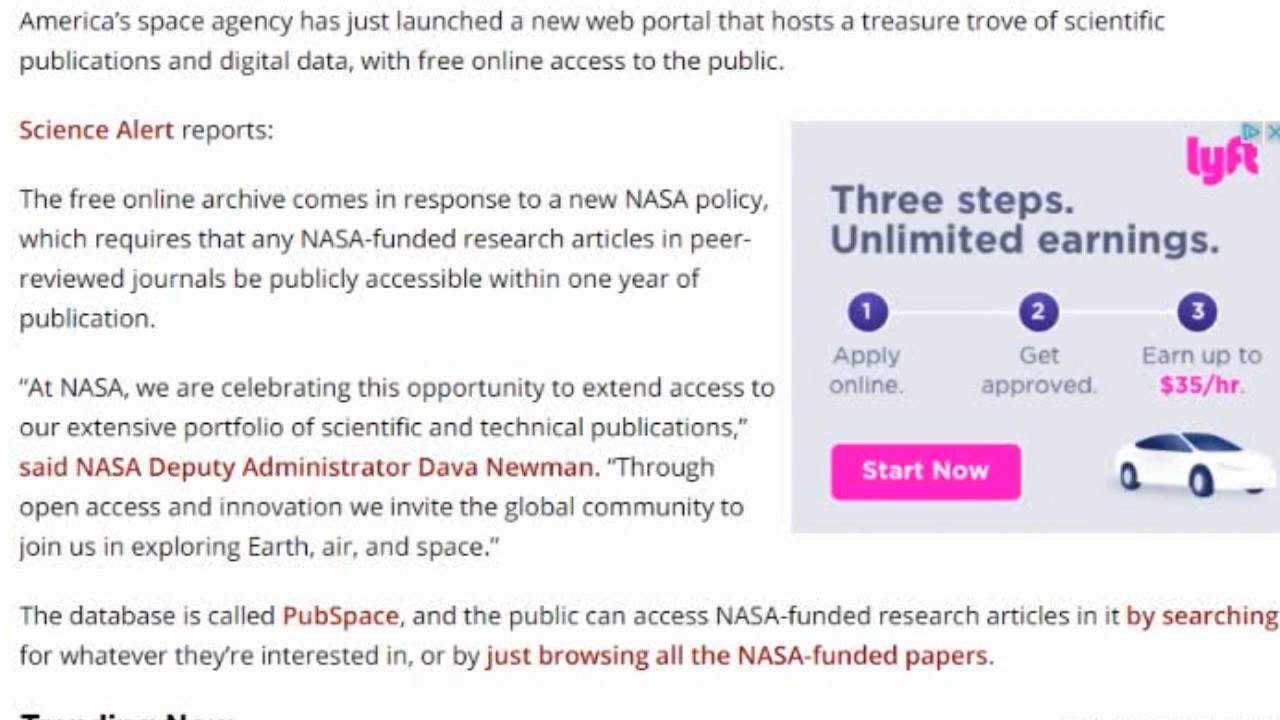 America’s space agency has just launched a new web portal that hosts a treasure trove of scientific
publications and digital data, with free online access to the public.
Science Alert reports:
The free online archive comes in response to a new NASA policy,
which requires that any NASA-funded research articles in peer-
reviewed journals be publicly accessible within one year of
publication.
“At NASA, we are celebrating this opportunity to extend access to
our extensive portfolio of scientific and technical publications,”
said NASA Deputy Administrator Dava Newman. “Through
open access and innovation we invite the global community to
join us in exploring Earth, air, and space.”
lyft
Three steps.
Unlimited earnings.
1 2 3
Apply Get Earn up to
online. approved. $35/hr.
Start Now
The database is called PubSpace, and the public can access NASA-funded research articles in it by searching
for whatever they’re interested in, or by just browsing all the NASA-funded papers.
Trending Now